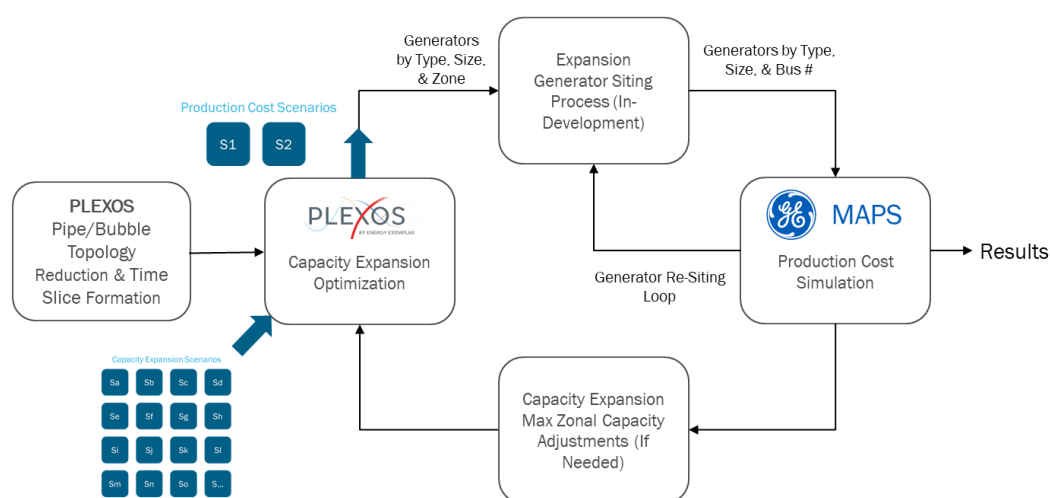 Generators
by Type, Size,
& Zone
Expansion
Generator Siting
Process (In-
Development)
Generators by Type,
Size, & Bus #
Production Cost Scenarios
S1
S2
PLEXOS
Pipe/Bubble
Topology
Reduction & Time
Slice Formation
PLEXOS
BY ENERGY EXEMPLAR
Capacity Expansion
Optimization
GE
MAPS
Production Cost
Simulation
Results
Generator Re-Siting
Loop
Capacity Expansion Scenarios
Sa Sb Sc Sd
Se Sf Sg Sh
Si Sj Sk Sl
Sm Sn So S...
Capacity Expansion
Max Zonal Capacity
Adjustments (If
Needed)